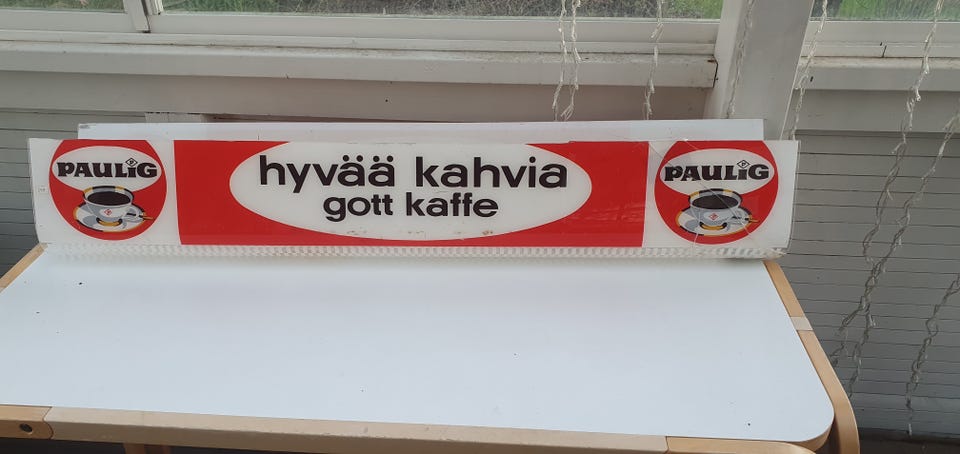 PAULiG
hyvää kahvia
gott kaffe
PAULiG